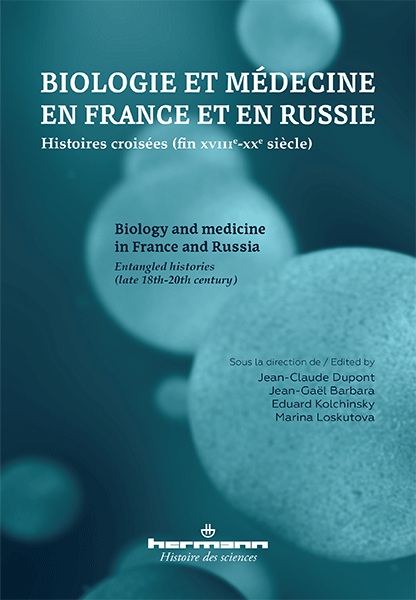 BIOLOGIE ET MÉDECINE
EN FRANCE ET EN RUSSIE
Histoires croisées (fin XVIIIᵉ-XXᵉ siècle)
Biology and medicine
in France and Russia
Entangled histories
(late 18th-20th century)
Sous la direction de / Edited by
Jean-Claude Dupont
Jean-Gaël Barbara
Eduard Kolchinsky
Marina Loskutova
hermann
Histoire des sciences